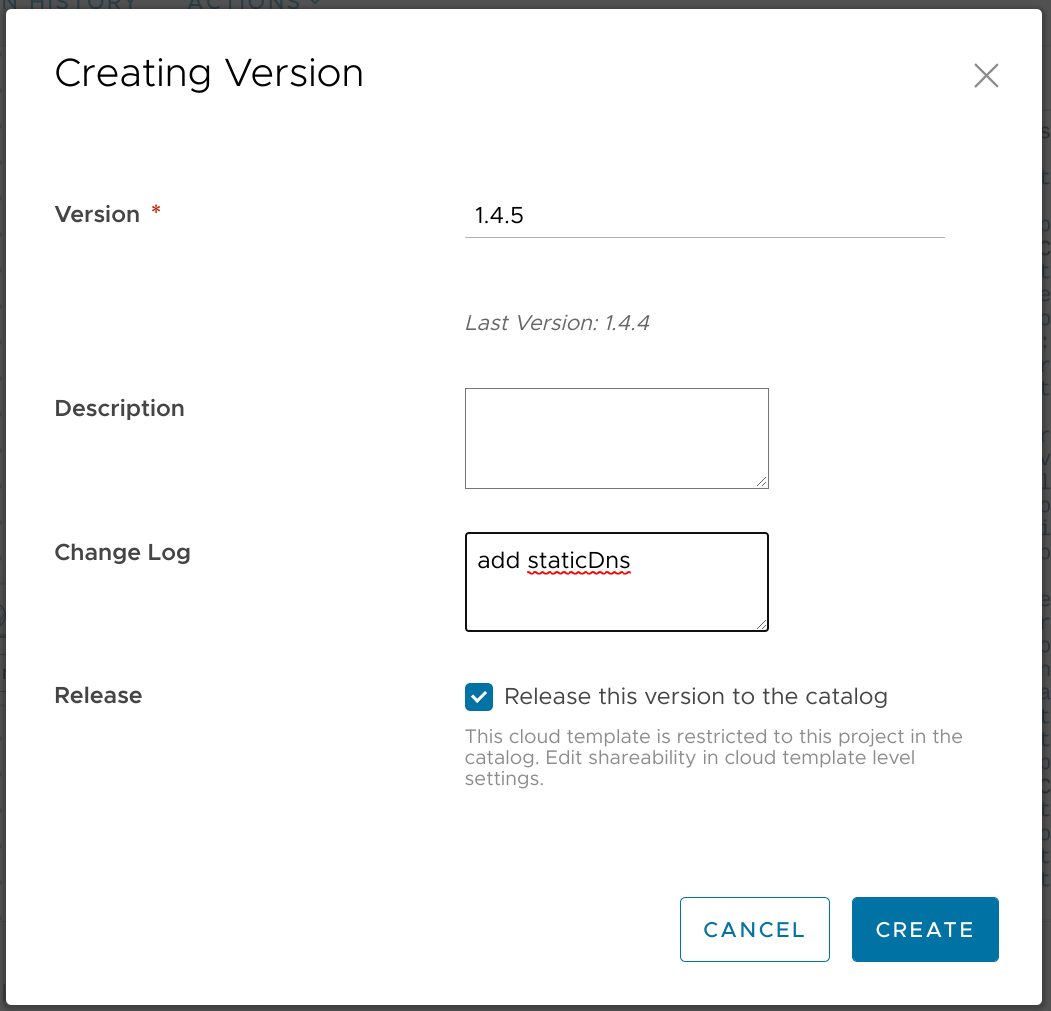 HISTORY ACTIONS
Creating Version
Version *
1.4.5
Last Version: 1.4.4
Description
Change Log
add staticDns
Release
Release this version to the catalog
This cloud template is restricted to this project in the
catalog. Edit shareability in cloud template level
settings.
CANCEL CREATE